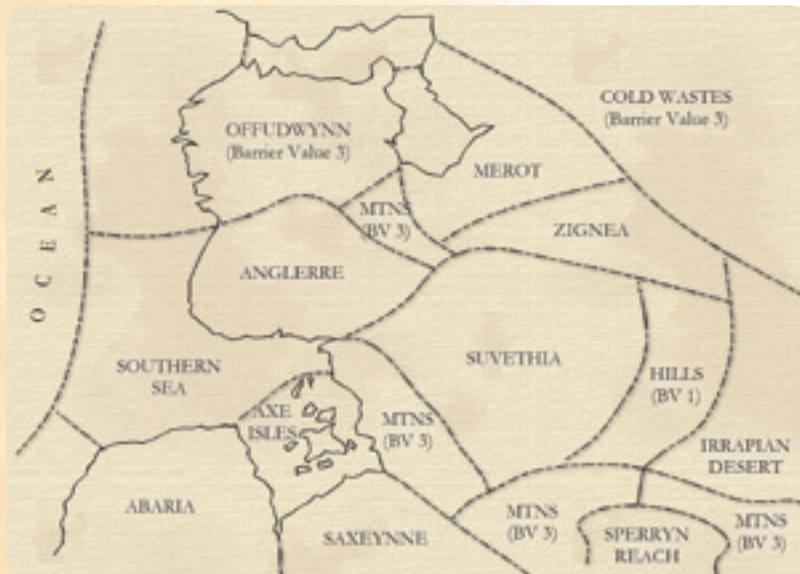 COLD WASTES
(Barrier Value 3)
OFFUDWYNN
(Barrier Value 3)
MEROT
OCEAN
MTNS
(BV 3)
ZIGNEA
ANGLERRE
SOUTHERN
SEA
SUVETHIA
HILLS
(BV 1)
AXE
ISLES
MTNS
(BV 3)
IRRAPIAN
DESERT
ABARIA
SAXEYNNE
MTNS
(BV 3)
SPERRYN
REACH
MTNS
(BV 3)